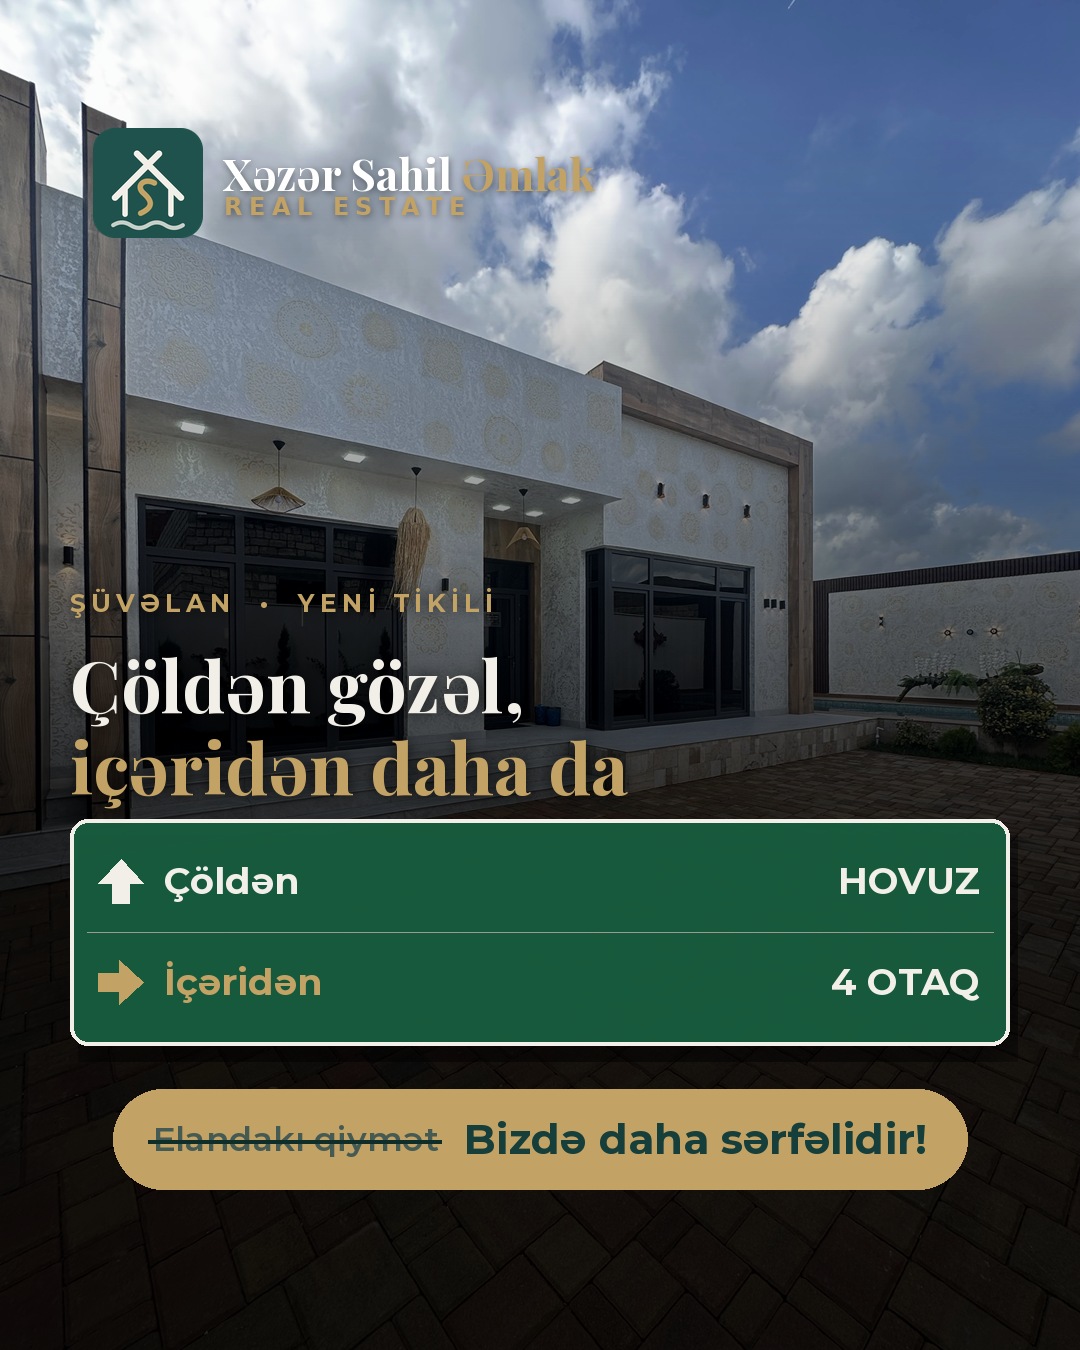 Xəzər Sahil Əmlak
REAL ESTATE
ŞÜVƏLAN • YENİ TİKİLİ
Çöldən gözəl,
içəridən daha da
Çöldən HOVUZ
İçəridən 4 OTAQ
Elandakı qiymət Bizdə daha sərfəlidir!